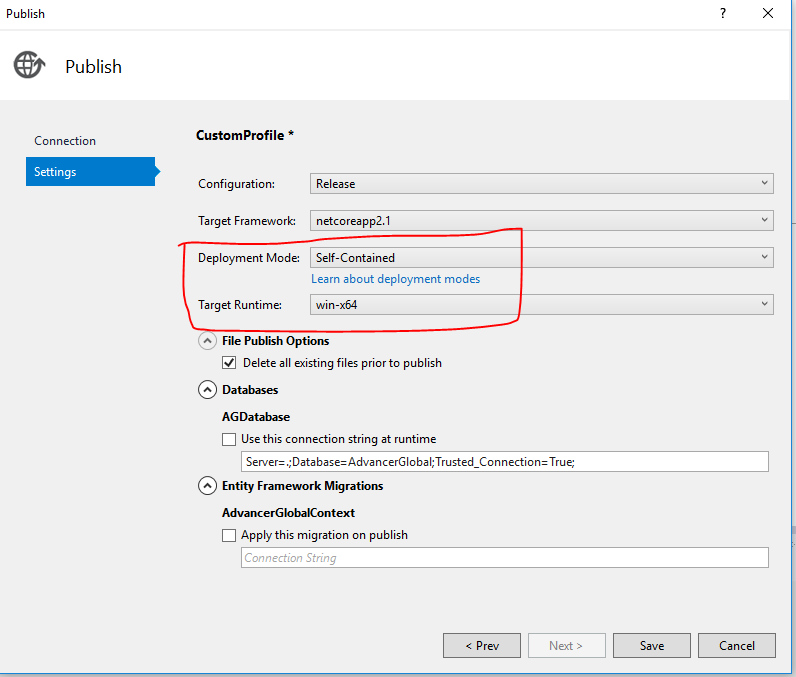 Publish
?
Publish
Connection
Settings
CustomProfile *
Configuration: Release
Target Framework: netcoreapp2.1
Deployment Mode: Self-Contained
Learn about deployment modes
Target Runtime: win-x64
File Publish Options
Delete all existing files prior to publish
Databases
AGDatabase
Use this connection string at runtime
Server=.;Database=AdvancerGlobal;Trusted_Connection=True;
Entity Framework Migrations
AdvancerGlobalContext
Apply this migration on publish
Connection String
< Prev Next > Save Cancel